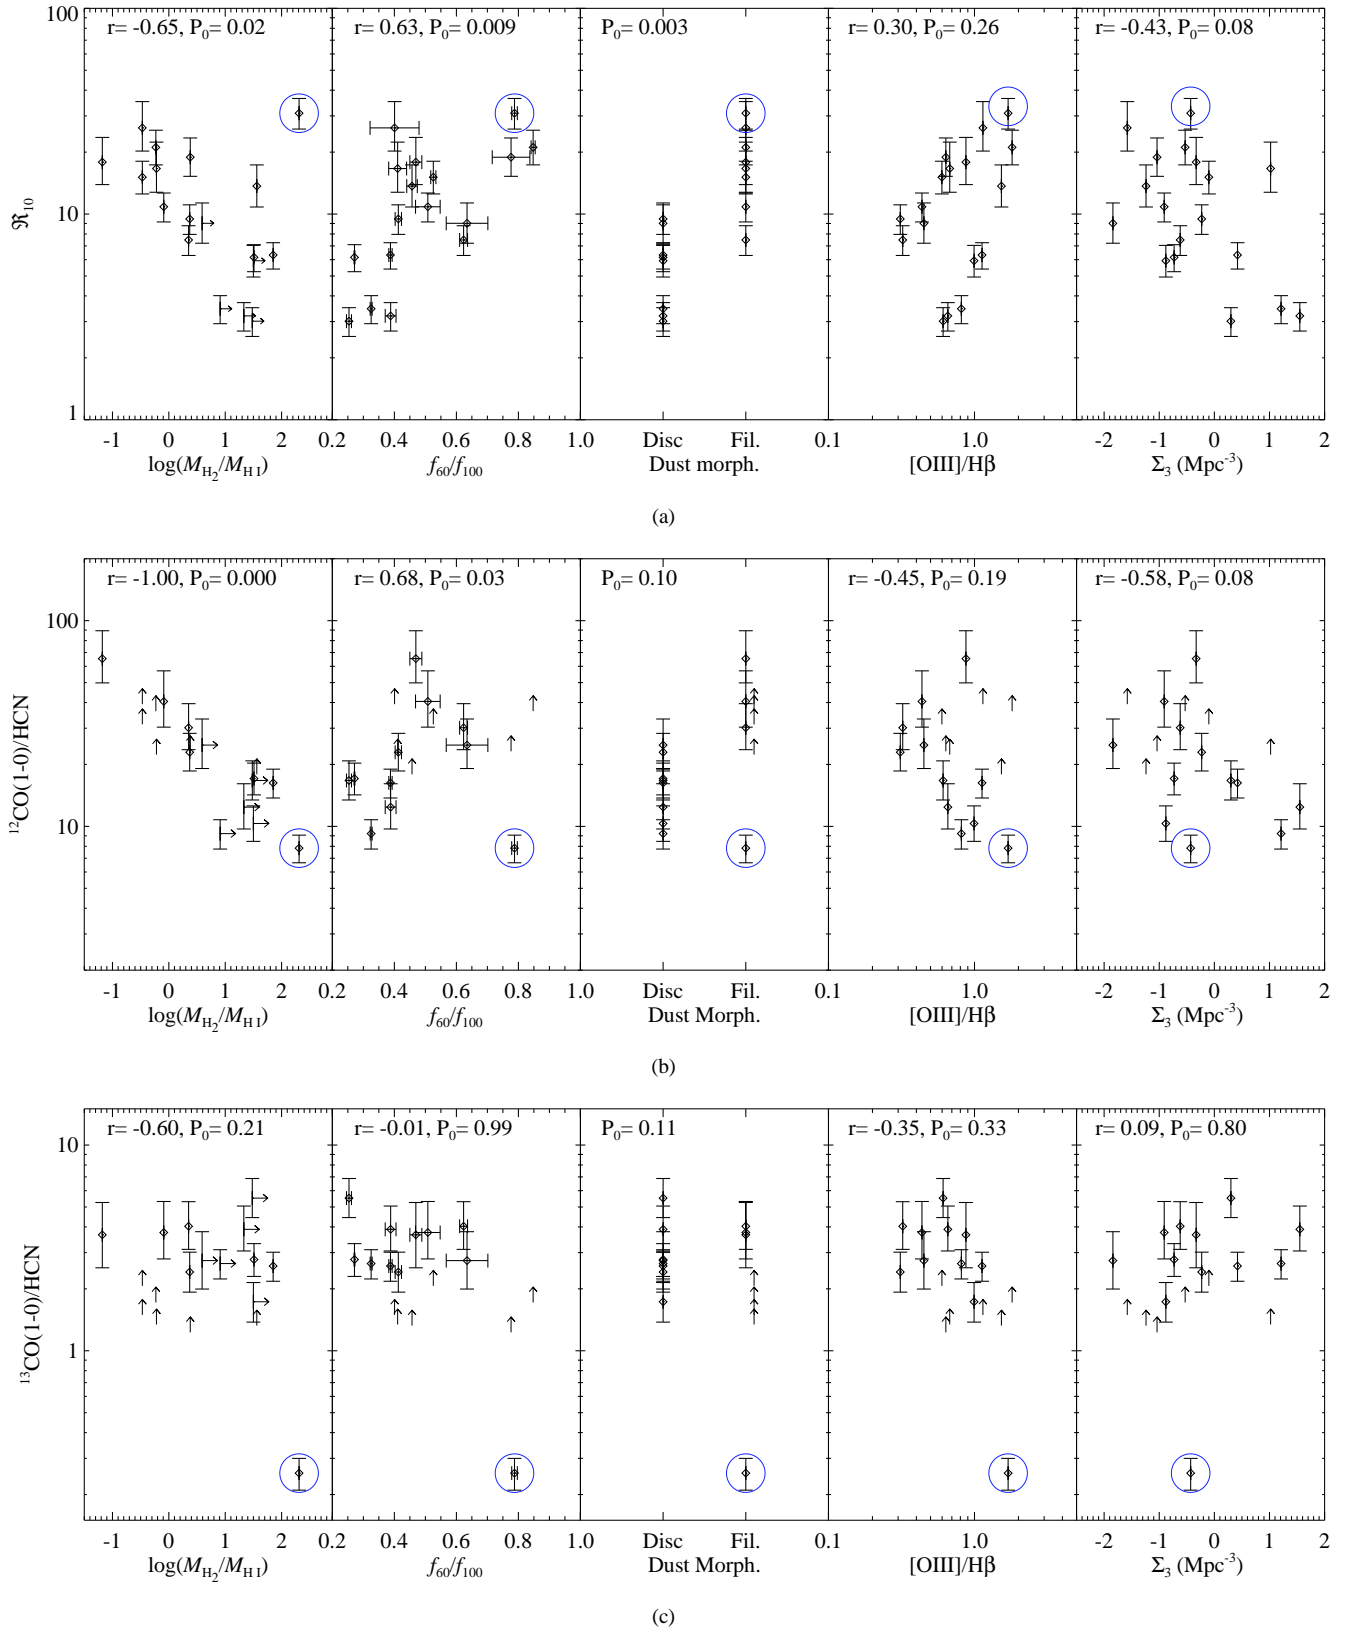 r= -0.65, P₀= 0.02 r= 0.63, P₀= 0.009 P₀= 0.003 r= 0.30, P₀= 0.26 r= -0.43, P₀= 0.08
100
10
1
ℜ₁₀
-1 0 1 2 0.2 0.4 0.6 0.8 1.0 Disc Fil. 0.1 1.0 -2 -1 0 1 2
log(M_H₂/M_H I) f₆₀/f₁₀₀ Dust morph. [OIII]/Hβ Σ₃ (Mpc⁻³)
(a)
r= -1.00, P₀= 0.000 r= 0.68, P₀= 0.03 P₀= 0.10 r= -0.45, P₀= 0.19 r= -0.58, P₀= 0.08
100
10
¹²CO(1-0)/HCN
-1 0 1 2 0.2 0.4 0.6 0.8 1.0 Disc Fil. 0.1 1.0 -2 -1 0 1 2
log(M_H₂/M_H I) f₆₀/f₁₀₀ Dust Morph. [OIII]/Hβ Σ₃ (Mpc⁻³)
(b)
r= -0.60, P₀= 0.21 r= -0.01, P₀= 0.99 P₀= 0.11 r= -0.35, P₀= 0.33 r= 0.09, P₀= 0.80
10
1
¹³CO(1-0)/HCN
-1 0 1 2 0.2 0.4 0.6 0.8 1.0 Disc Fil. 0.1 1.0 -2 -1 0 1 2
log(M_H₂/M_H I) f₆₀/f₁₀₀ Dust Morph. [OIII]/Hβ Σ₃ (Mpc⁻³)
(c)